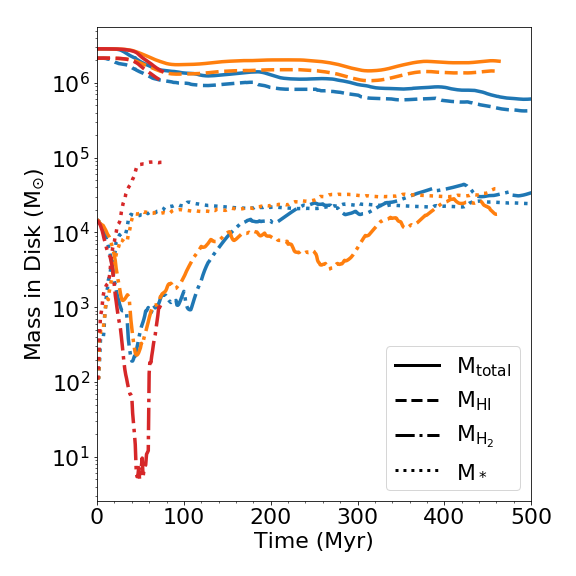 Mass in Disk (M☉)
10⁶
10⁵
10⁴
10³
10²
10¹
M_total
M_HI
M_H₂
M_*
0 100 200 300 400 500
Time (Myr)